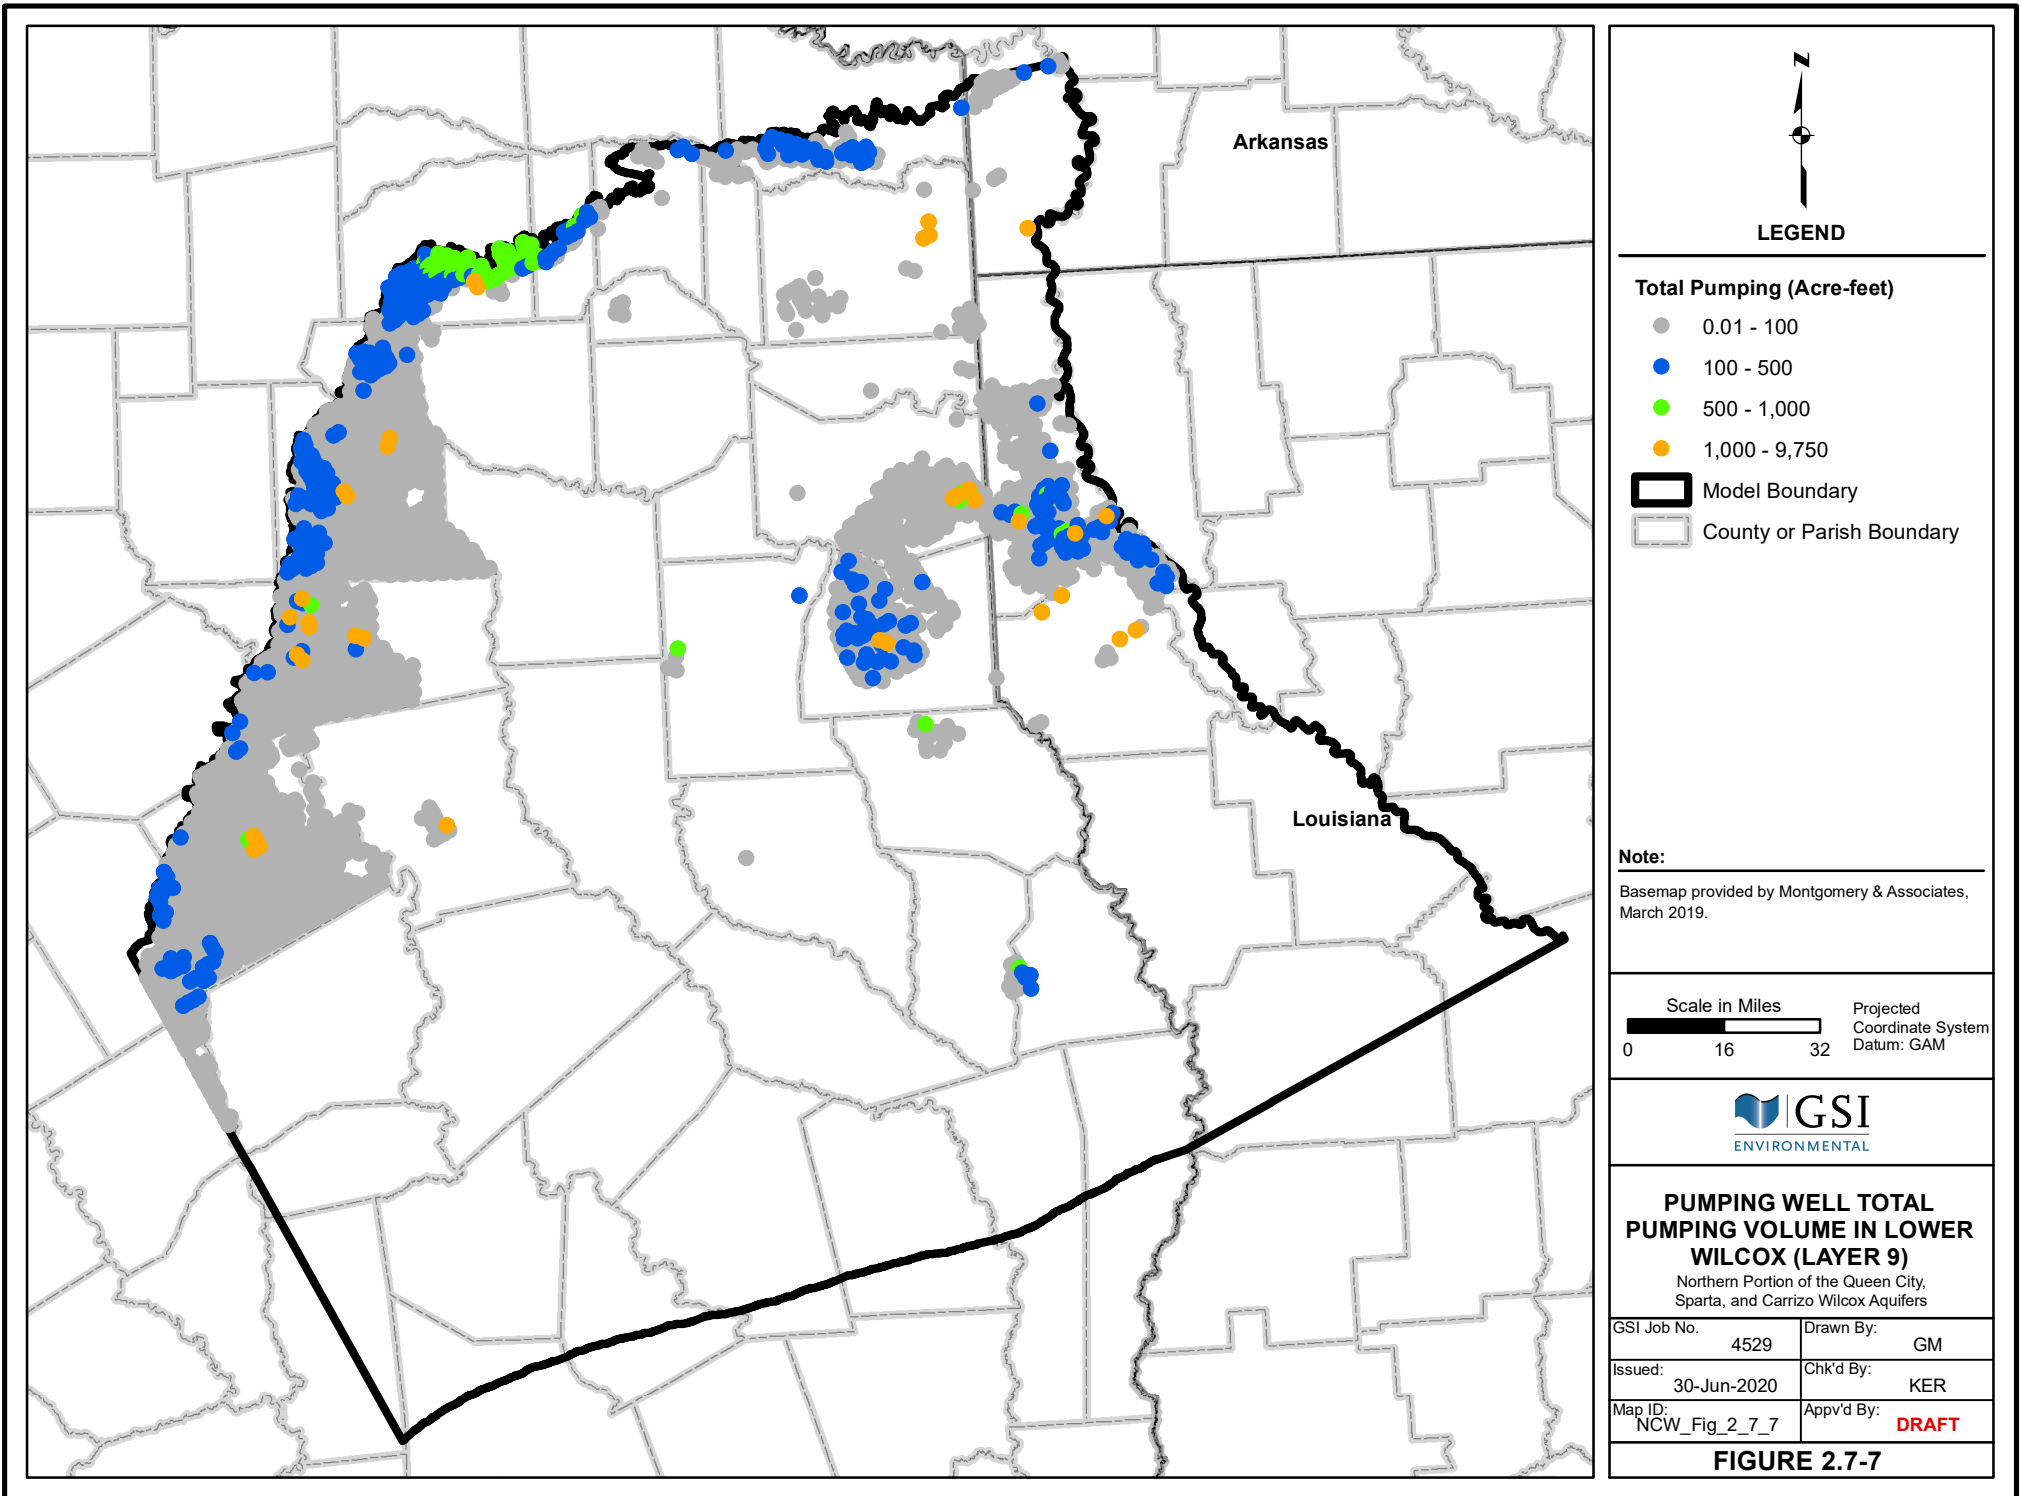 Arkansas
Louisiana
N
LEGEND
Total Pumping (Acre-feet)
0.01 - 100
100 - 500
500 - 1,000
1,000 - 9,750
Model Boundary
County or Parish Boundary
Note:
Basemap provided by Montgomery & Associates,
March 2019.
Scale in Miles
0 16 32
Projected
Coordinate System
Datum: GAM
GSI
ENVIRONMENTAL
PUMPING WELL TOTAL
PUMPING VOLUME IN LOWER
WILCOX (LAYER 9)
Northern Portion of the Queen City,
Sparta, and Carrizo Wilcox Aquifers
GSI Job No. 4529
Drawn By: GM
Issued: 30-Jun-2020
Chk'd By: KER
Map ID: NCW_Fig_2_7_7
Appv'd By: DRAFT
FIGURE 2.7-7